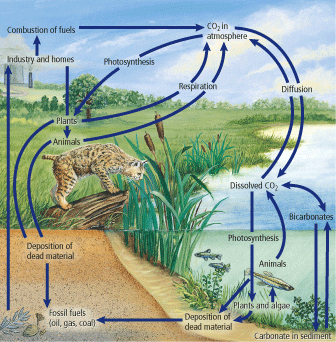 Combustion of fuels
CO₂ in
atmosphere
Industry and homes
Photosynthesis
Respiration
Diffusion
Plants
Animals
Dissolved CO₂
Bicarbonates
Photosynthesis
Deposition of
dead material
Animals
Plants and algae
Fossil fuels
(oil, gas, coal)
Deposition of
dead material
Carbonate in sediment